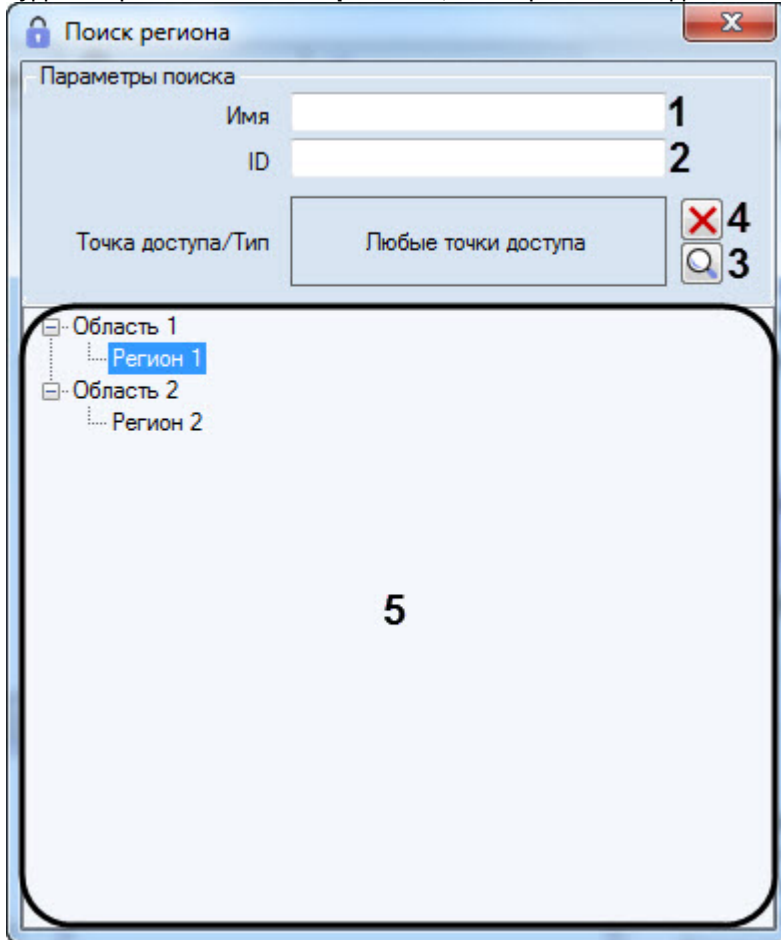 Поиск региона
Параметры поиска
Имя 1
ID 2
Точка доступа/Тип Любые точки доступа 4
3
Область 1
Регион 1
Область 2
Регион 2
5